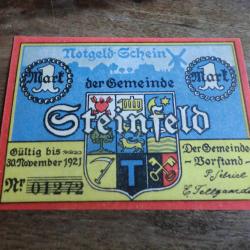 Notgeld-Schein
1 Mark der Gemeinde 1 Mark
Steinfeld
Gültig bis
30. November 1921
Nr 01272
T
Der Gemeinde-
Vorstand